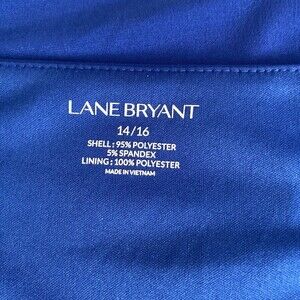 LANE BRYANT
14/16
SHELL: 95% POLYESTER
5% SPANDEX
LINING: 100% POLYESTER
MADE IN VIETNAM